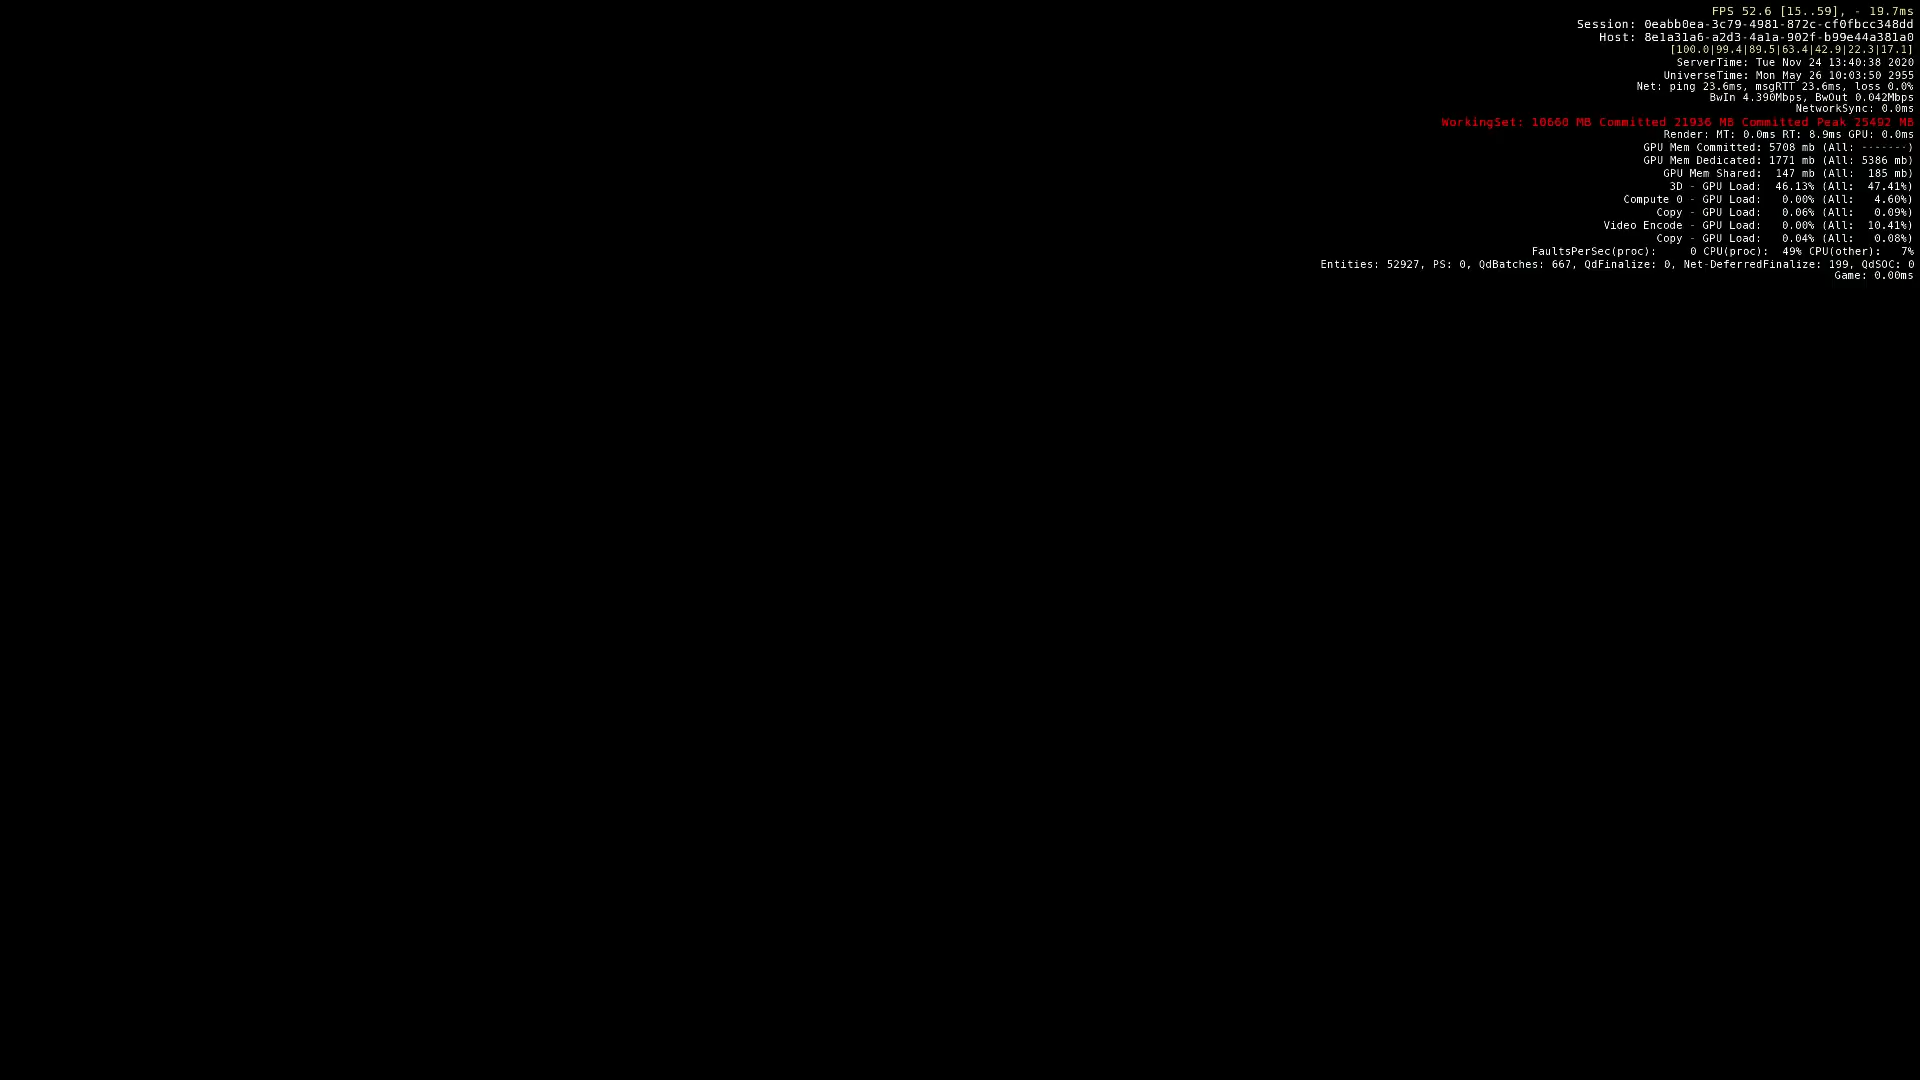 FPS 52.6 [15..59], - 19.7ms
Session: 0eabb0ea-3c79-4981-872c-cf0fbcc348dd
Host: 8e1a31a6-a2d3-4a1a-902f-b99e44a381a0
[100.0|99.4|89.5|63.4|42.9|22.3|17.1]
ServerTime: Tue Nov 24 13:40:38 2020
UniverseTime: Mon May 26 10:03:50 2955
Net: ping 23.6ms, msgRTT 23.6ms, loss 0.0%
BwIn 4.390Mbps, BwOut 0.042Mbps
NetworkSync: 0.0ms
WorkingSet: 10660 MB Committed 21936 MB Committed Peak 25492 MB
Render: MT: 0.0ms RT: 8.9ms GPU: 0.0ms
GPU Mem Committed: 5708 mb (All: -------)
GPU Mem Dedicated: 1771 mb (All: 5386 mb)
GPU Mem Shared: 147 mb (All: 185 mb)
3D - GPU Load: 46.13% (All: 47.41%)
Compute 0 - GPU Load: 0.00% (All: 4.60%)
Copy - GPU Load: 0.06% (All: 0.09%)
Video Encode - GPU Load: 0.00% (All: 10.41%)
Copy - GPU Load: 0.04% (All: 0.08%)
FaultsPerSec(proc): 0 CPU(proc): 49% CPU(other): 7%
Entities: 52927, PS: 0, QdBatches: 667, QdFinalize: 0, Net-DeferredFinalize: 199, QdSOC: 0
Game: 0.00ms